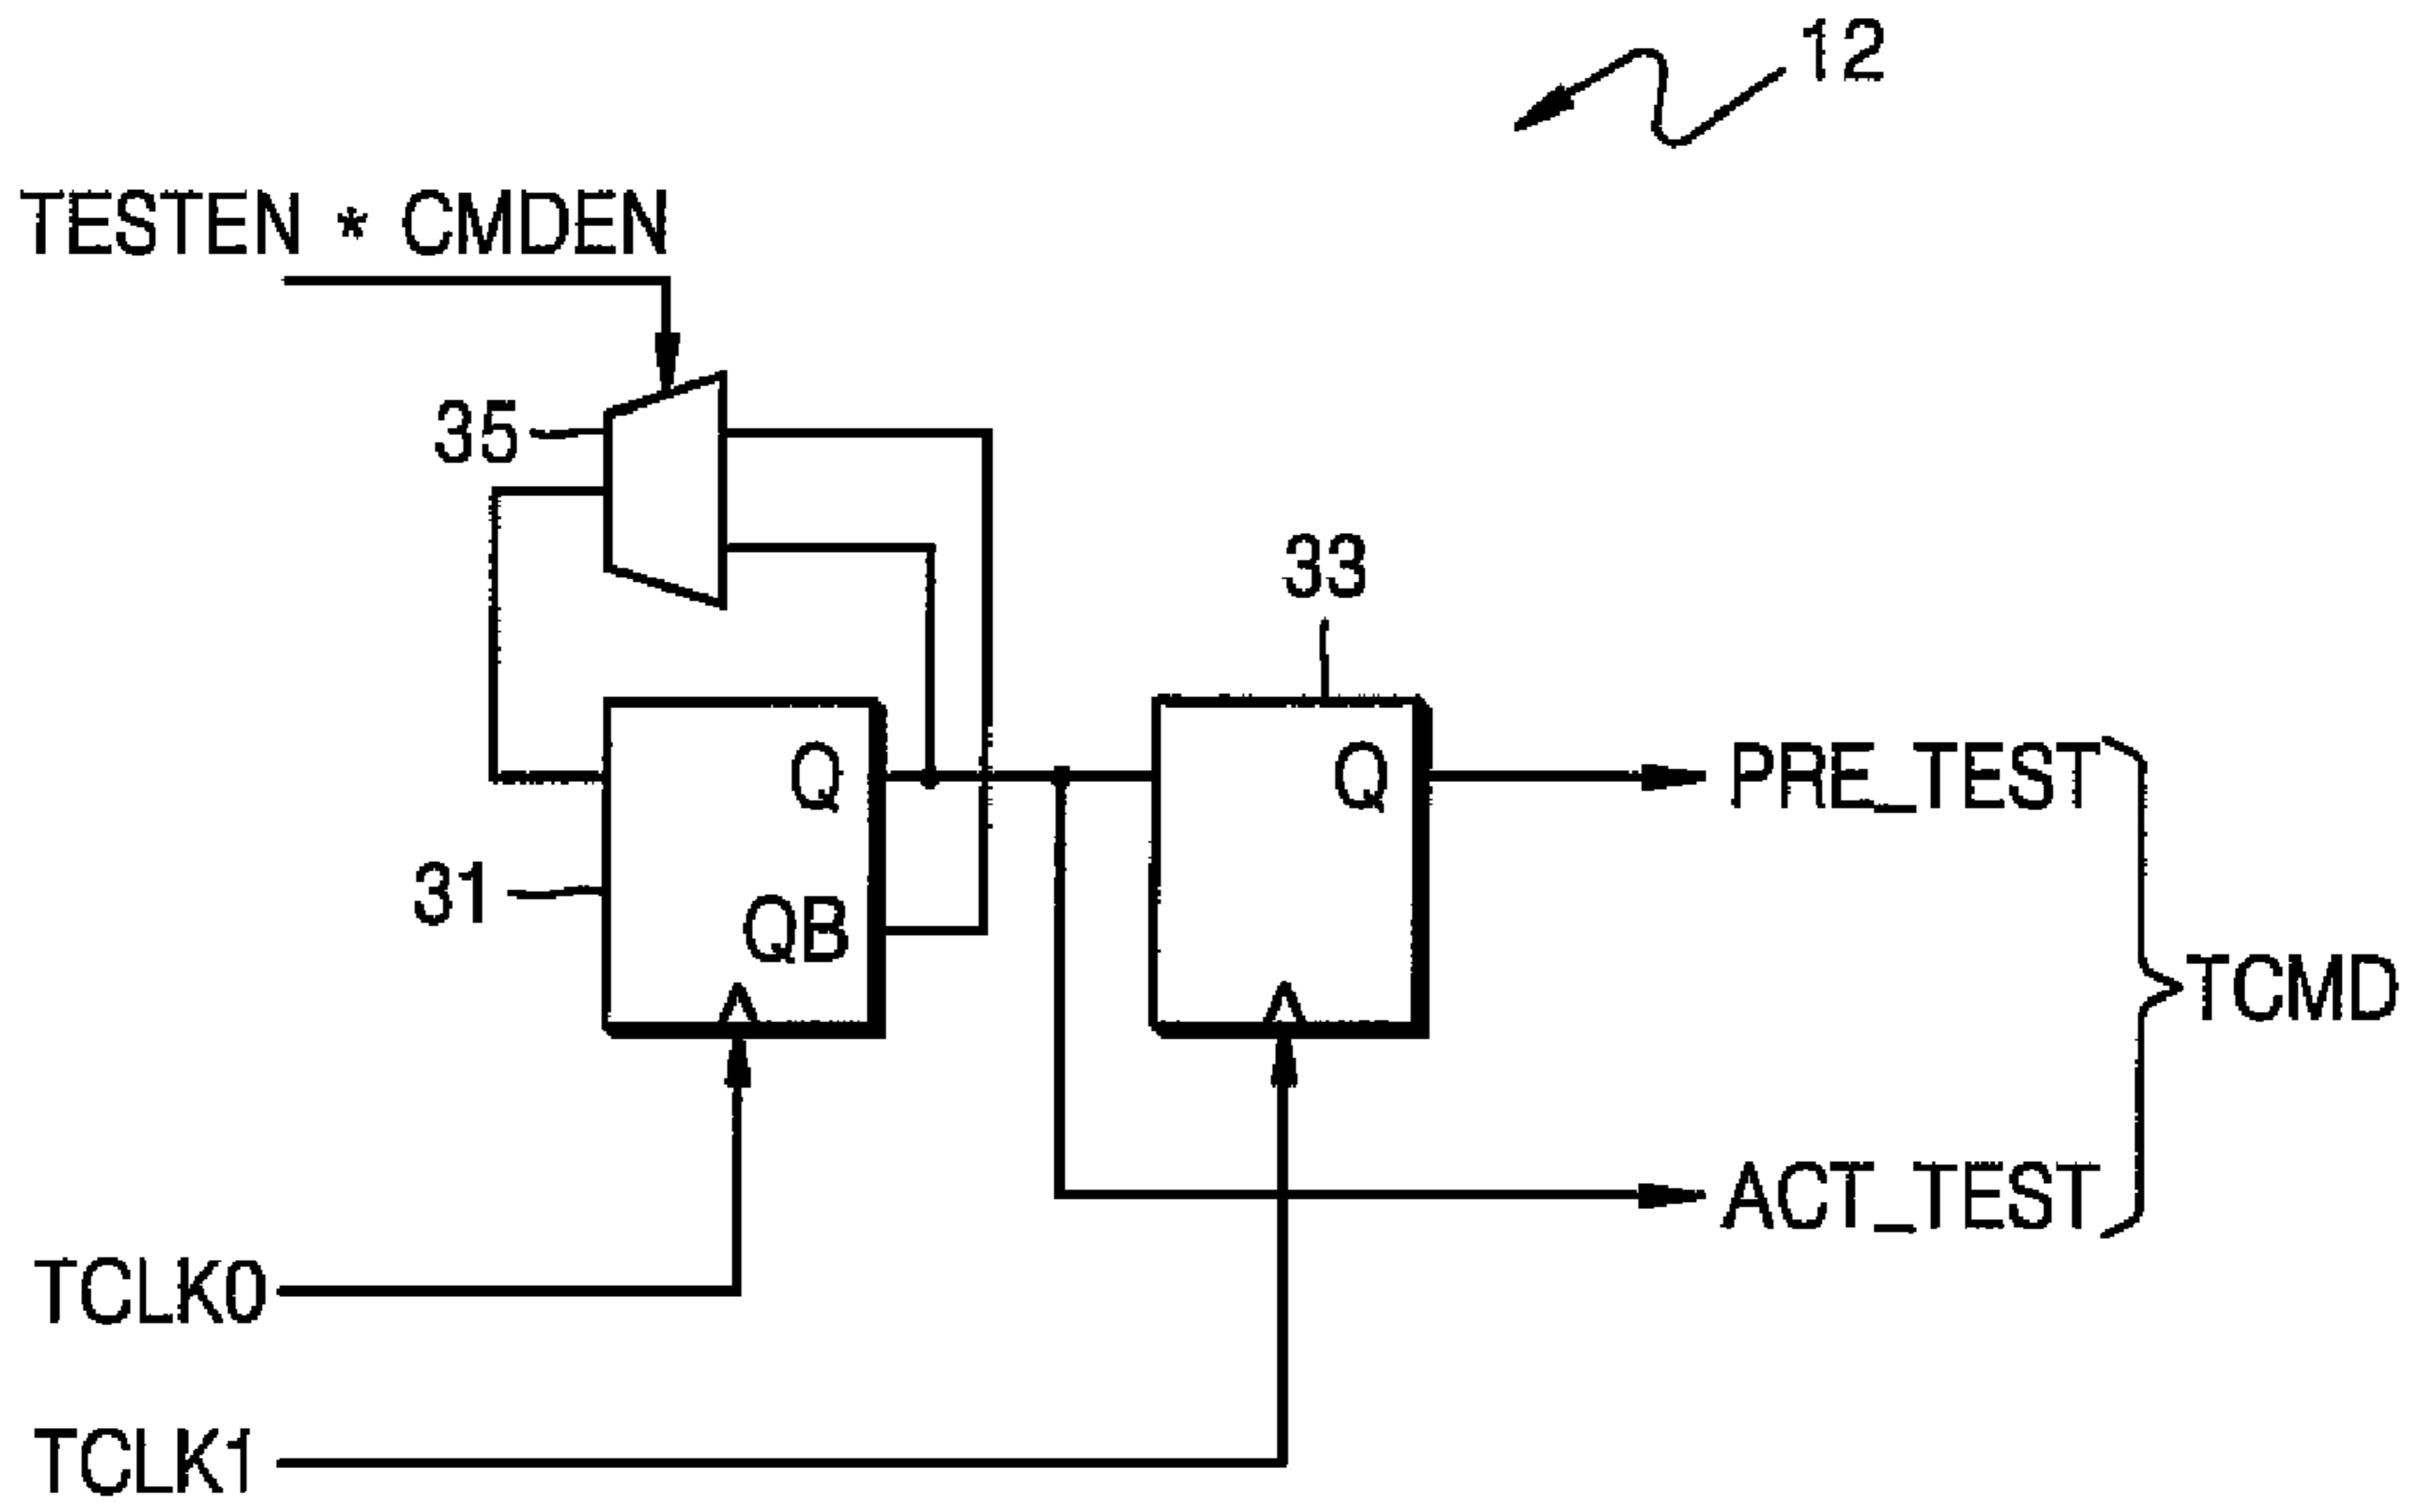 12
TESTEN * CMDEN
35
33
Q
Q
PRE_TEST
31
QB
TCMD
ACT_TEST
TCLK0
TCLK1